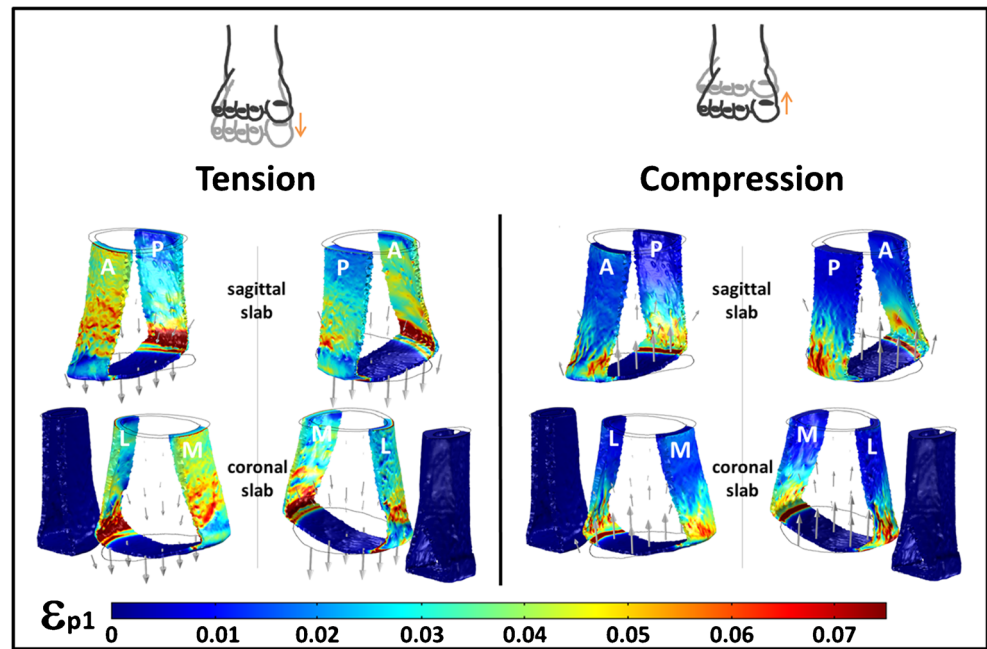 Tension
Compression
A
P
sagittal
slab
P
A
A
P
sagittal
slab
P
A
L
M
coronal
slab
M
L
L
M
coronal
slab
M
L
εp1
0 0.01 0.02 0.03 0.04 0.05 0.06 0.07